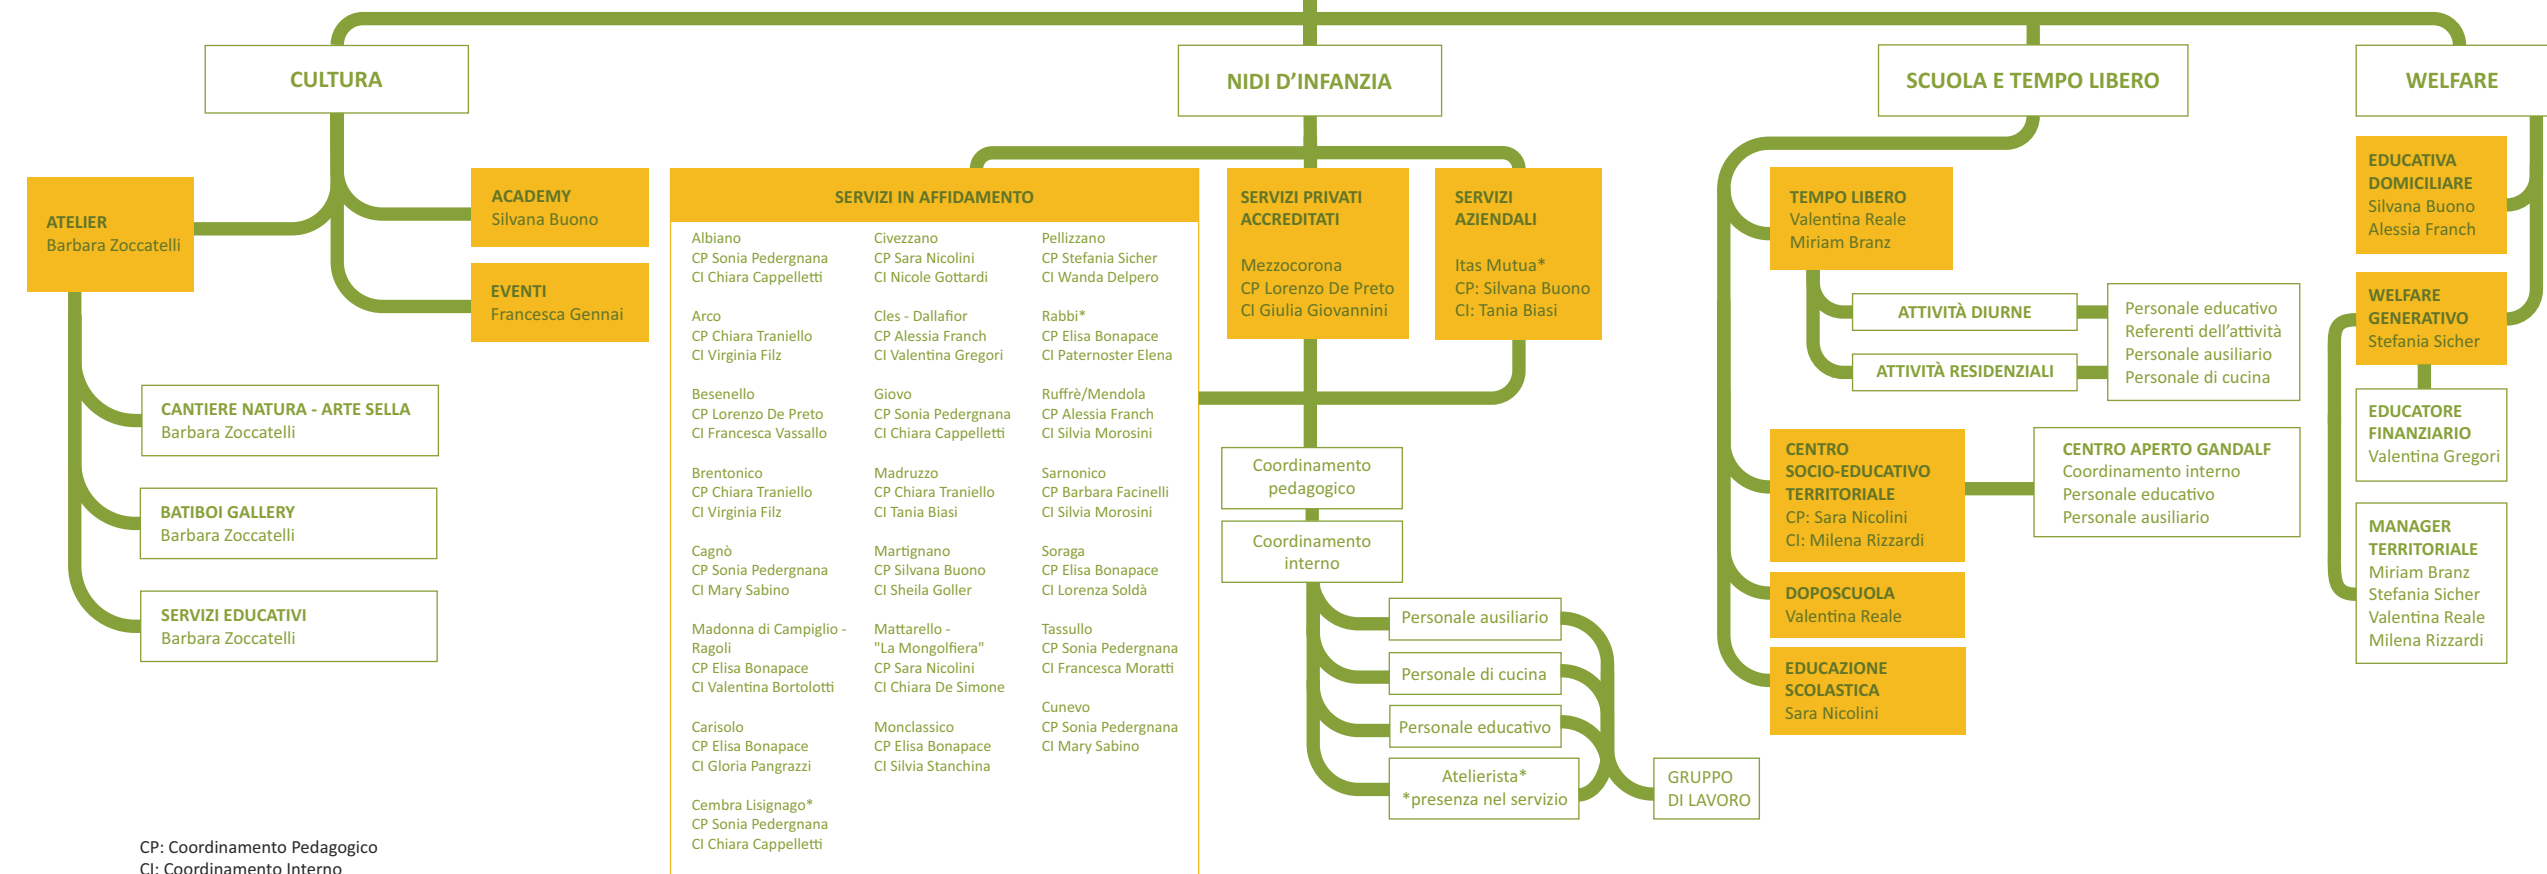 CULTURA
ATELIER
Barbara Zoccatelli
ACADEMY
Silvana Buono
EVENTI
Francesca Gennai
CANTIERE NATURA - ARTE SELLA
Barbara Zoccatelli
BATIBOI GALLERY
Barbara Zoccatelli
SERVIZI EDUCATIVI
Barbara Zoccatelli
CP: Coordinamento Pedagogico
CI: Coordinamento Interno
NIDI D'INFANZIA
SERVIZI IN AFFIDAMENTO
Albiano
CP Sonia Pedergnana
CI Chiara Cappelletti
Arco
CP Chiara Traniello
CI Virginia Filz
Besenello
CP Lorenzo De Preto
CI Francesca Vassallo
Brentonico
CP Chiara Traniello
CI Virginia Filz
Cagnò
CP Sonia Pedergnana
CI Mary Sabino
Madonna di Campiglio -
Ragoli
CP Elisa Bonapace
CI Valentina Bortolotti
Carisolo
CP Elisa Bonapace
CI Gloria Pangrazzi
Cembra Lisignago*
CP Sonia Pedergnana
CI Chiara Cappelletti
Civezzano
CP Sara Nicolini
CI Nicole Gottardi
Cles - Dallafior
CP Alessia Franch
CI Valentina Gregori
Giovo
CP Sonia Pedergnana
CI Chiara Cappelletti
Madruzzo
CP Chiara Traniello
CI Tania Biasi
Martignano
CP Silvana Buono
CI Sheila Goller
Mattarello -
"La Mongolfiera"
CP Sara Nicolini
CI Chiara De Simone
Monclassico
CP Elisa Bonapace
CI Silvia Stanchina
Pellizzano
CP Stefania Sicher
CI Wanda Delpero
Rabbi*
CP Elisa Bonapace
CI Paternoster Elena
Ruffrè/Mendola
CP Alessia Franch
CI Silvia Morosini
Sarnonico
CP Barbara Facinelli
CI Silvia Morosini
Soraga
CP Elisa Bonapace
CI Lorenza Soldà
Tassullo
CP Sonia Pedergnana
CI Francesca Moratti
Cunevo
CP Sonia Pedergnana
CI Mary Sabino
SERVIZI PRIVATI
ACCREDITATI
Mezzocorona
CP Lorenzo De Preto
CI Giulia Giovannini
SERVIZI
AZIENDALI
Itas Mutua*
CP: Silvana Buono
CI: Tania Biasi
Coordinamento
pedagogico
Coordinamento
interno
Personale ausiliario
Personale di cucina
Personale educativo
Atelierista*
*presenza nel servizio
GRUPPO
DI LAVORO
SCUOLA E TEMPO LIBERO
TEMPO LIBERO
Valentina Reale
Miriam Branz
ATTIVITÀ DIURNE
ATTIVITÀ RESIDENZIALI
Personale educativo
Referenti dell'attività
Personale ausiliario
Personale di cucina
CENTRO
SOCIO-EDUCATIVO
TERRITORIALE
CP: Sara Nicolini
CI: Milena Rizzardi
CENTRO APERTO GANDALF
Coordinamento interno
Personale educativo
Personale ausiliario
DOPOSCUOLA
Valentina Reale
EDUCAZIONE
SCOLASTICA
Sara Nicolini
WELFARE
EDUCATIVA
DOMICILIARE
Silvana Buono
Alessia Franch
WELFARE
GENERATIVO
Stefania Sicher
EDUCATORE
FINANZIARIO
Valentina Gregori
MANAGER
TERRITORIALE
Miriam Branz
Stefania Sicher
Valentina Reale
Milena Rizzardi